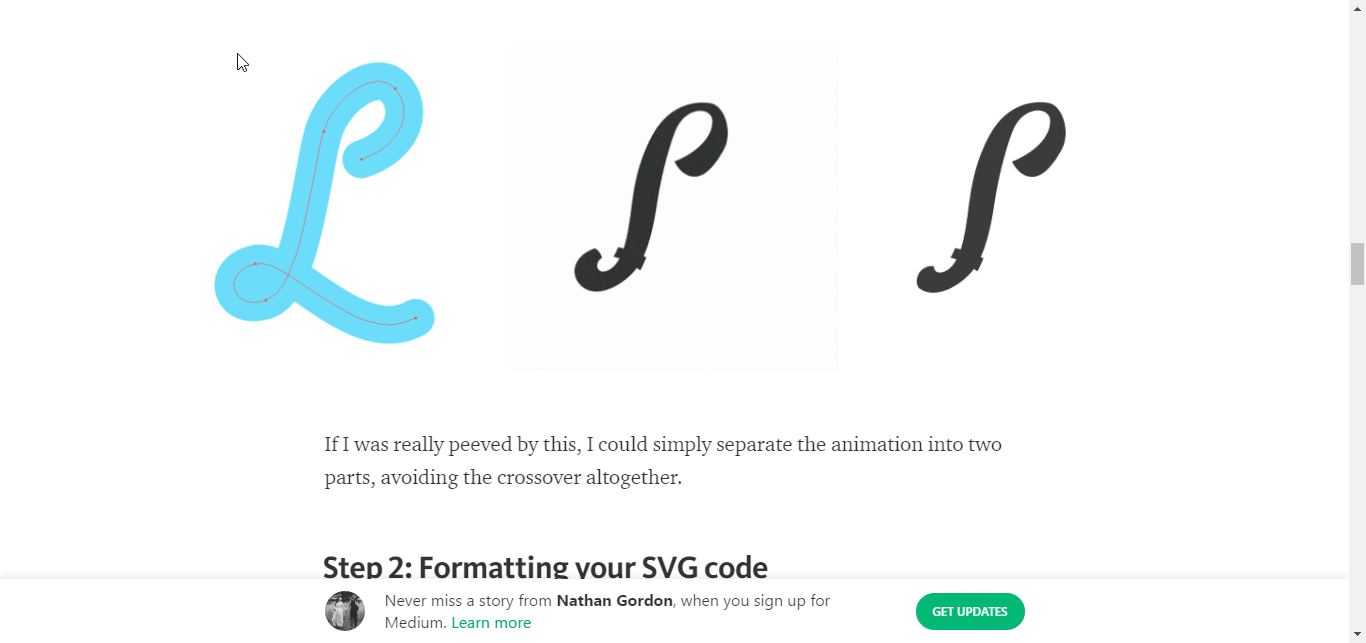 If I was really peeved by this, I could simply separate the animation into two
parts, avoiding the crossover altogether.
Step 2: Formatting your SVG code
Never miss a story from Nathan Gordon, when you sign up for
Medium. Learn more
GET UPDATES